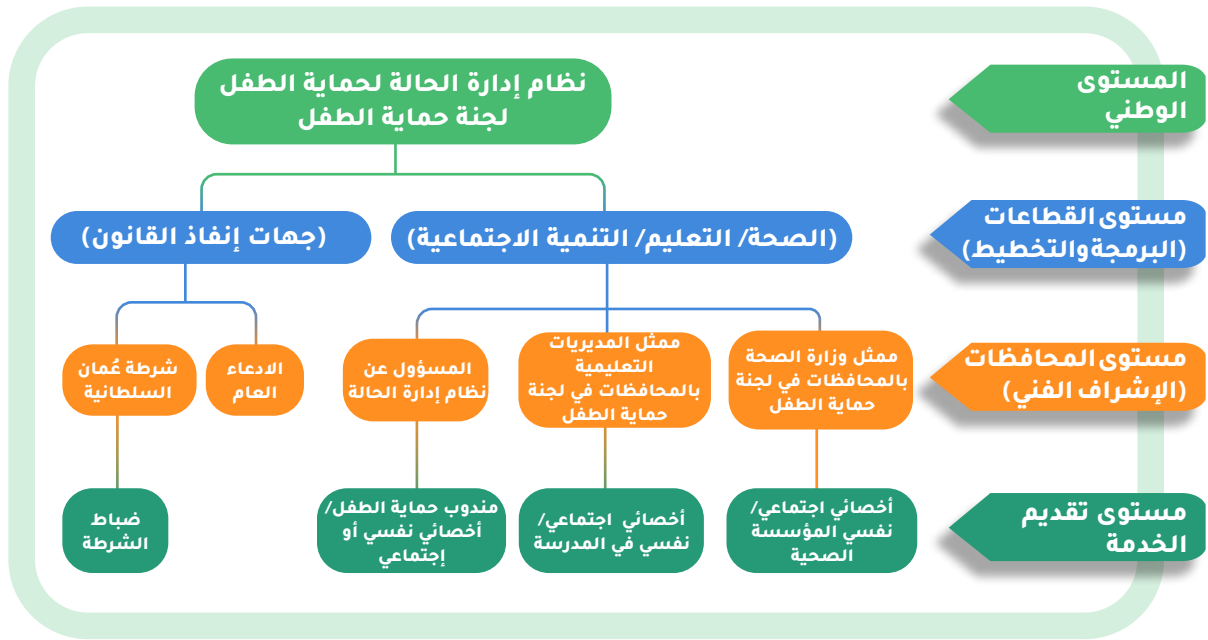 المستوى
الوطني
نظام إدارة الحالة لحماية الطفل
لجنة حماية الطفل
مستوى القطاعات
(البرمجة والتخطيط)
(الصحة/ التعليم/ التنمية الاجتماعية)
(جهات إنفاذ القانون)
مستوى المحافظات
(الإشراف الفني)
ممثل وزارة الصحة
بالمحافظات في لجنة
حماية الطفل
ممثل المديريات
التعليمية
بالمحافظات في لجنة
حماية الطفل
المسؤول عن
نظام إدارة الحالة
الادعاء
العام
شرطة عُمان
السلطانية
مستوى تقديم
الخدمة
أخصائي اجتماعي/
نفسي المؤسسة
الصحية
أخصائي اجتماعي/
نفسي في المدرسة
مندوب حماية الطفل/
أخصائي نفسي أو
إجتماعي
ضباط
الشرطة